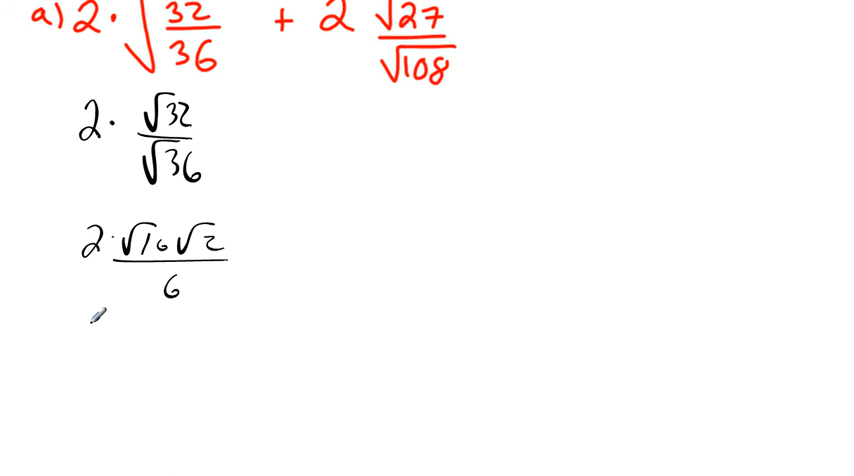 a) 2 · √(32/36) + 2 √27/√108
2 · √32/√36
2 · √16 √2/6